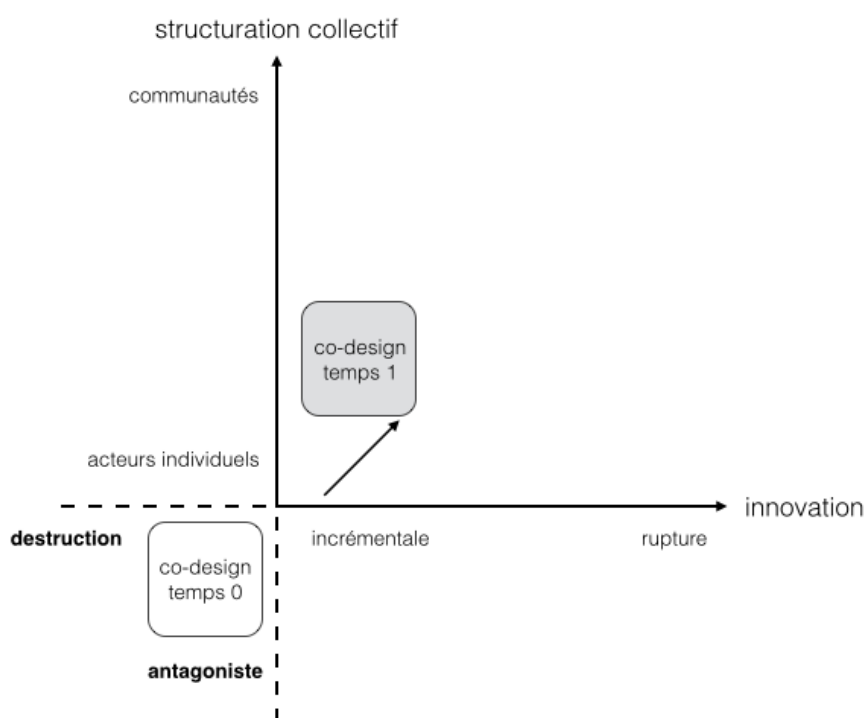 structuration collectif
communautés
co-design
temps 1
acteurs individuels
innovation
destruction
incrémentale
rupture
co-design
temps 0
antagoniste